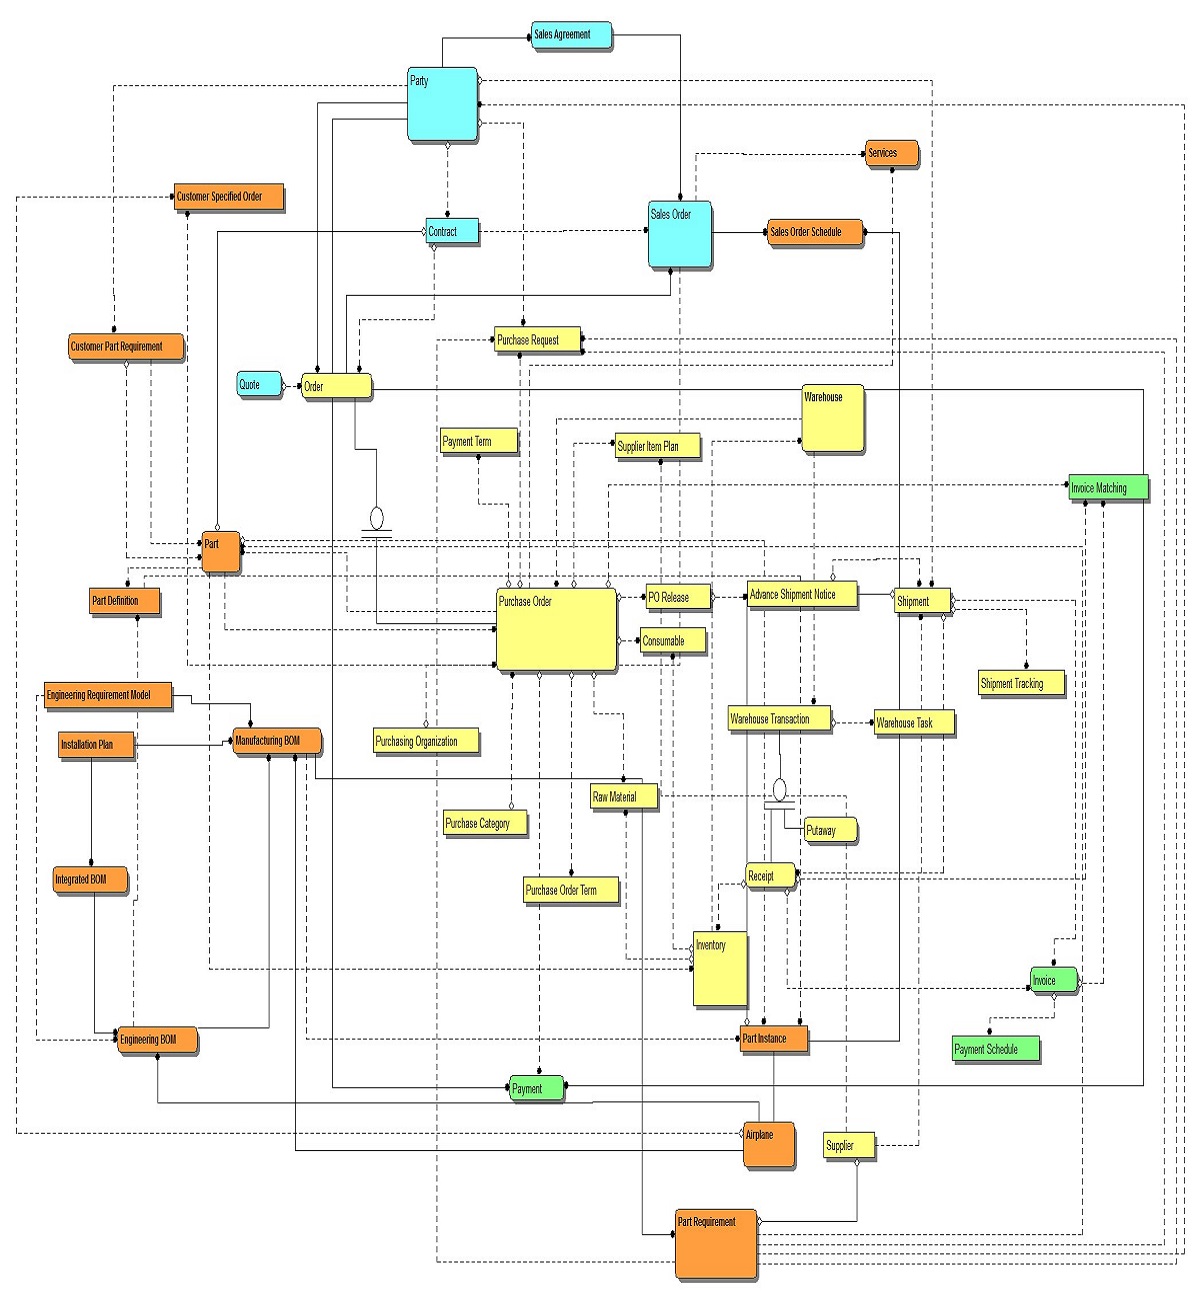 Sales Agreement
Party
Services
Customer Specified Order
Sales Order
Contract
Sales Order Schedule
Purchase Request
Customer Part Requirement
Quote
Order
Warehouse
Payment Term
Supplier Item Plan
Invoice Matching
Part
Part Definition
Purchase Order
PO Release
Advance Shipment Notice
Shipment
Consumable
Shipment Tracking
Engineering Requirement Model
Warehouse Transaction
Warehouse Task
Installation Plan
Manufacturing BOM
Purchasing Organization
Raw Material
Purchase Category
Putaway
Integrated BOM
Receipt
Purchase Order Term
Inventory
Invoice
Engineering BOM
Part Instance
Payment Schedule
Payment
Airplane
Supplier
Part Requirement